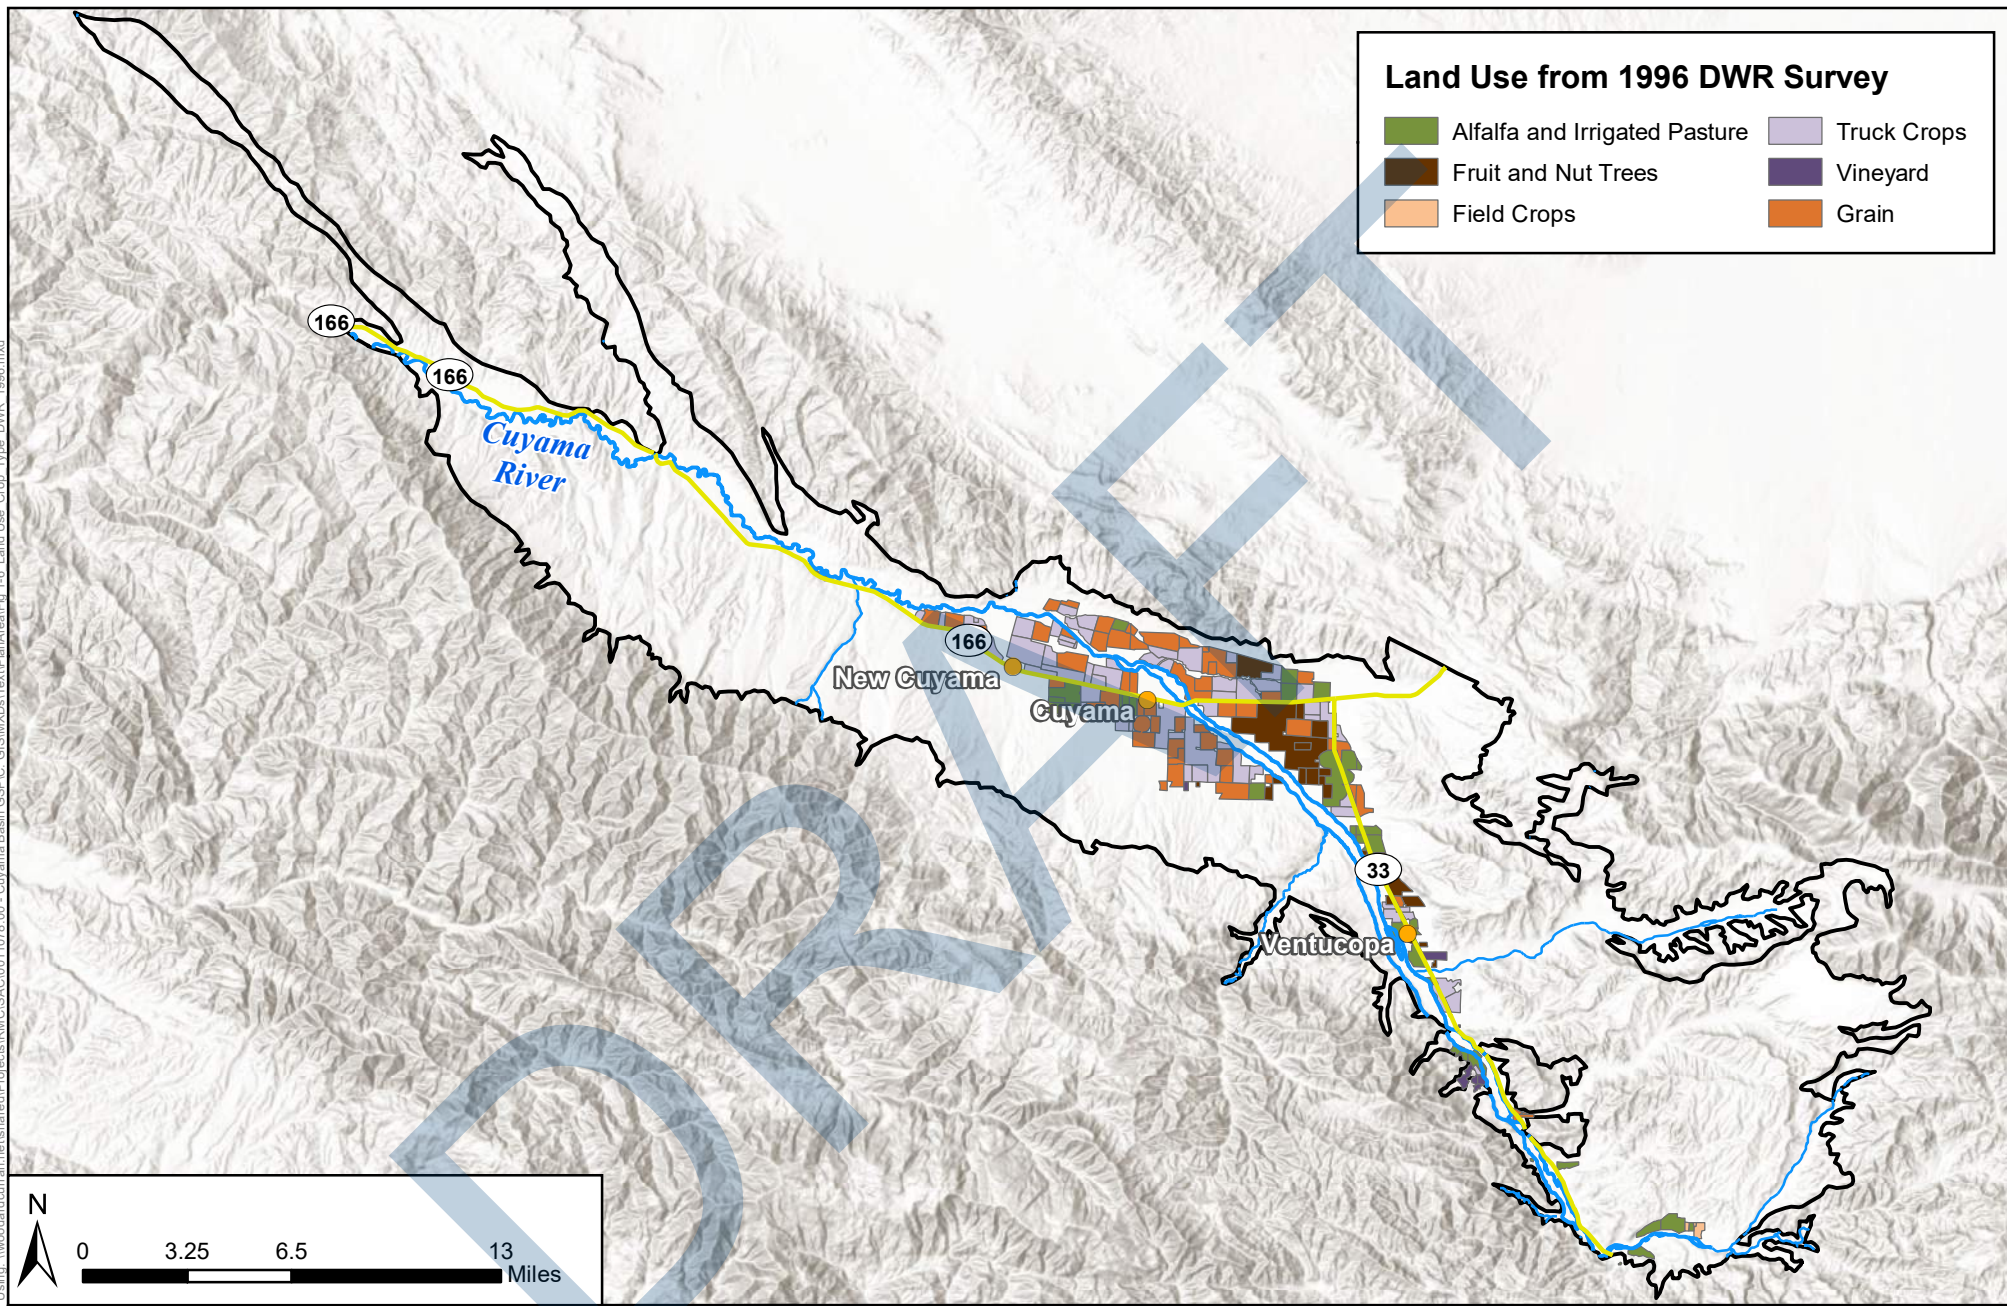 Land Use from 1996 DWR Survey
Alfalfa and Irrigated Pasture
Truck Crops
Fruit and Nut Trees
Vineyard
Field Crops
Grain
166
166
Cuyama
River
166
New Cuyama
Cuyama
33
Ventucopa
DRAFT
N
0 3.25 6.5 13
Miles